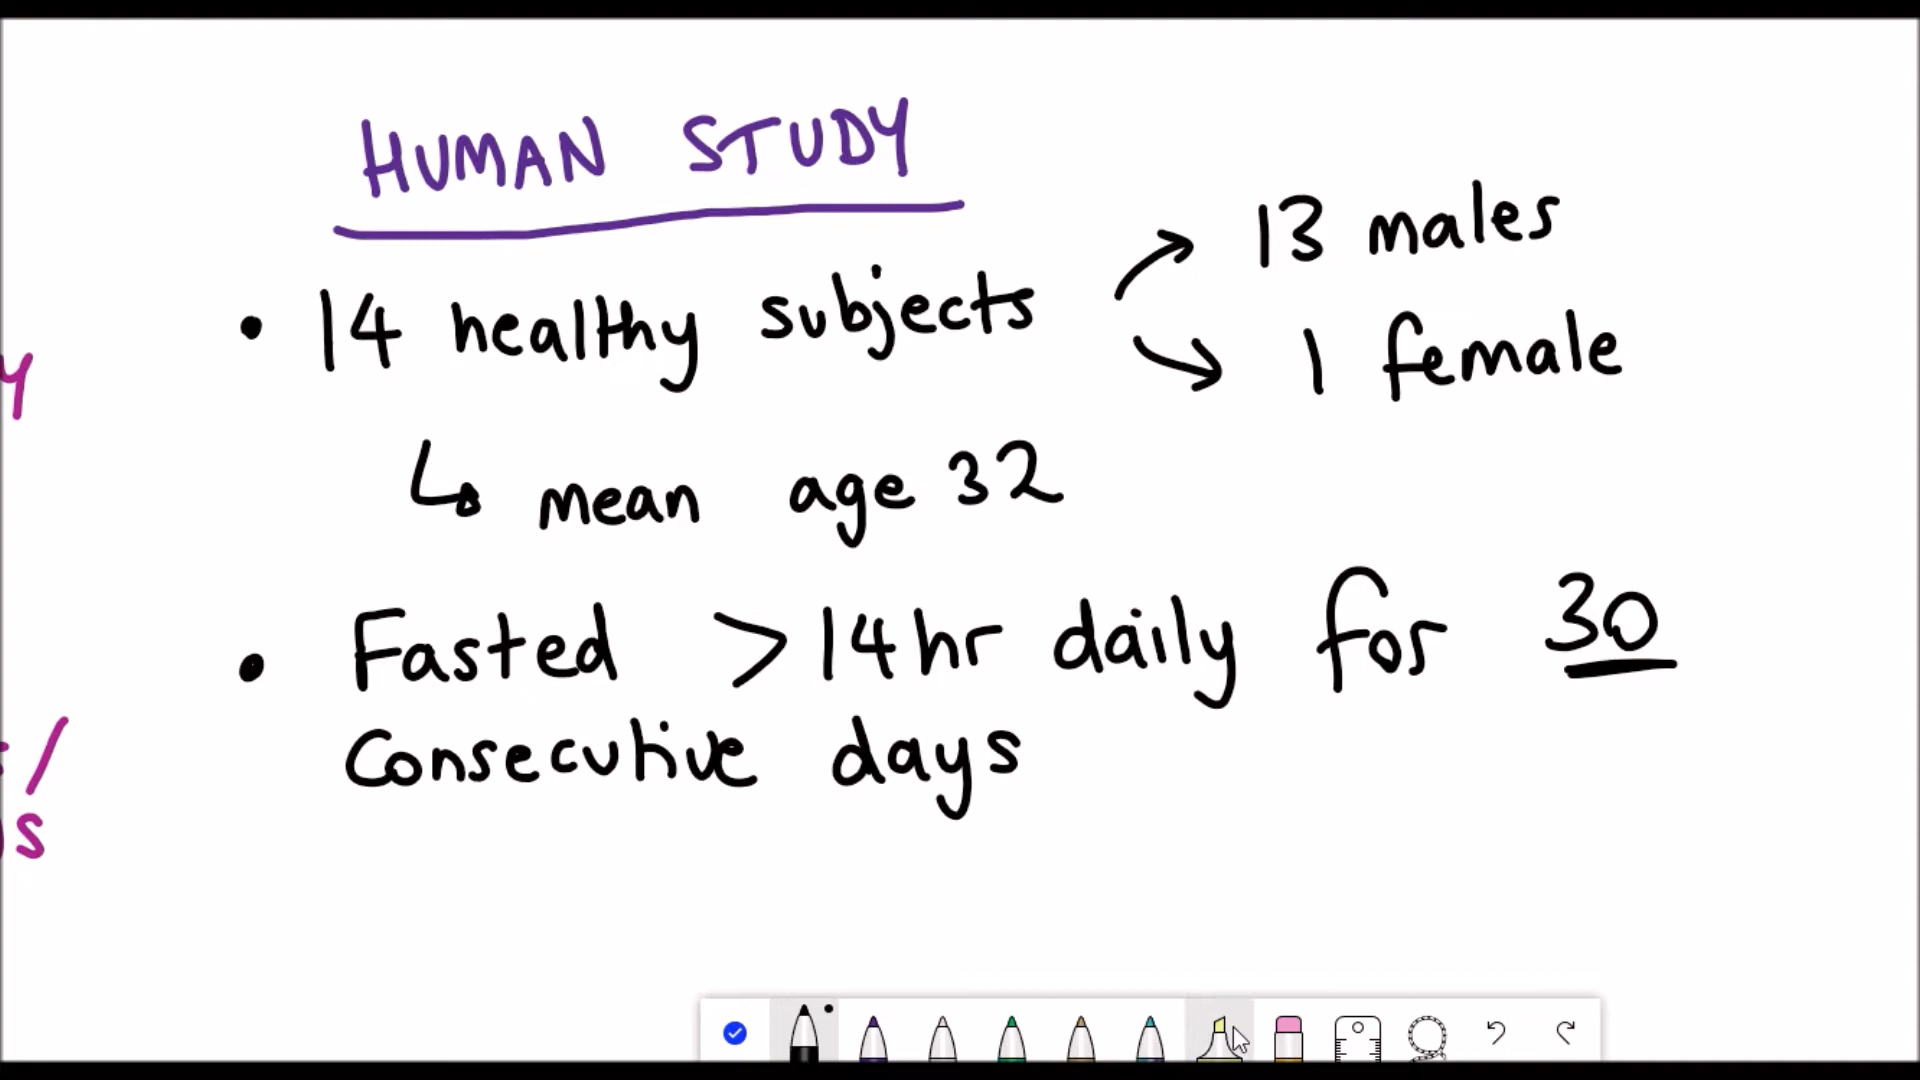 HUMAN STUDY
• 14 healthy subjects
13 males
1 female
mean age 32
• Fasted >14hr daily for 30
consecutive days
y
/
s